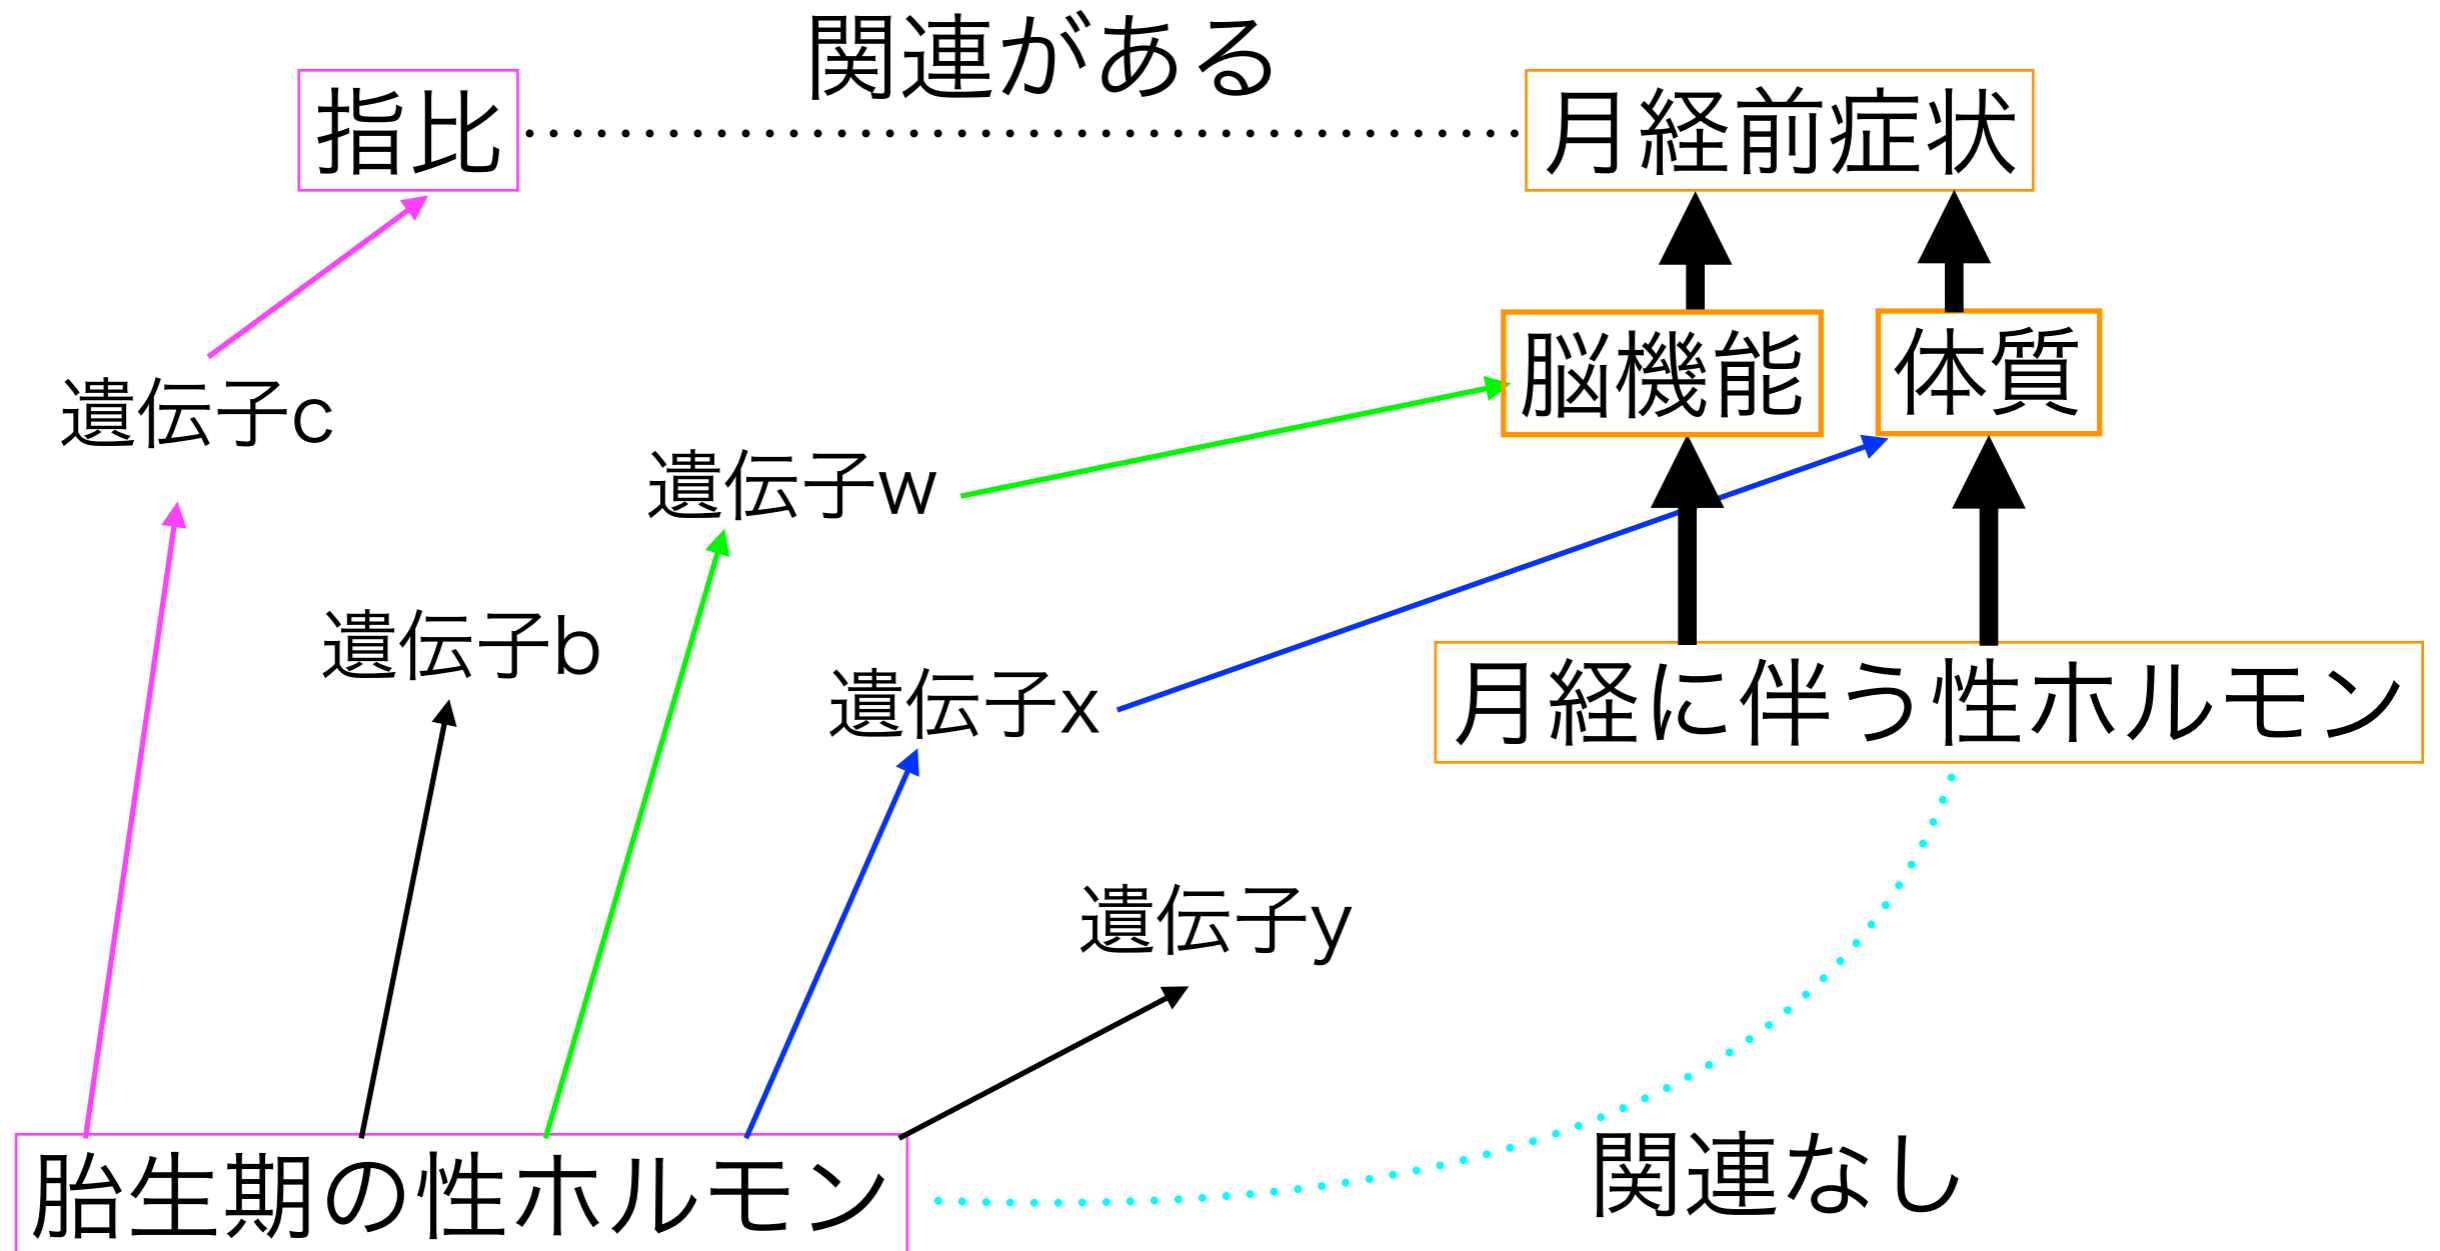 関連がある
指比
月経前症状
脳機能
体質
遺伝子c
遺伝子w
遺伝子b
遺伝子x
月経に伴う性ホルモン
遺伝子y
胎生期の性ホルモン
関連なし